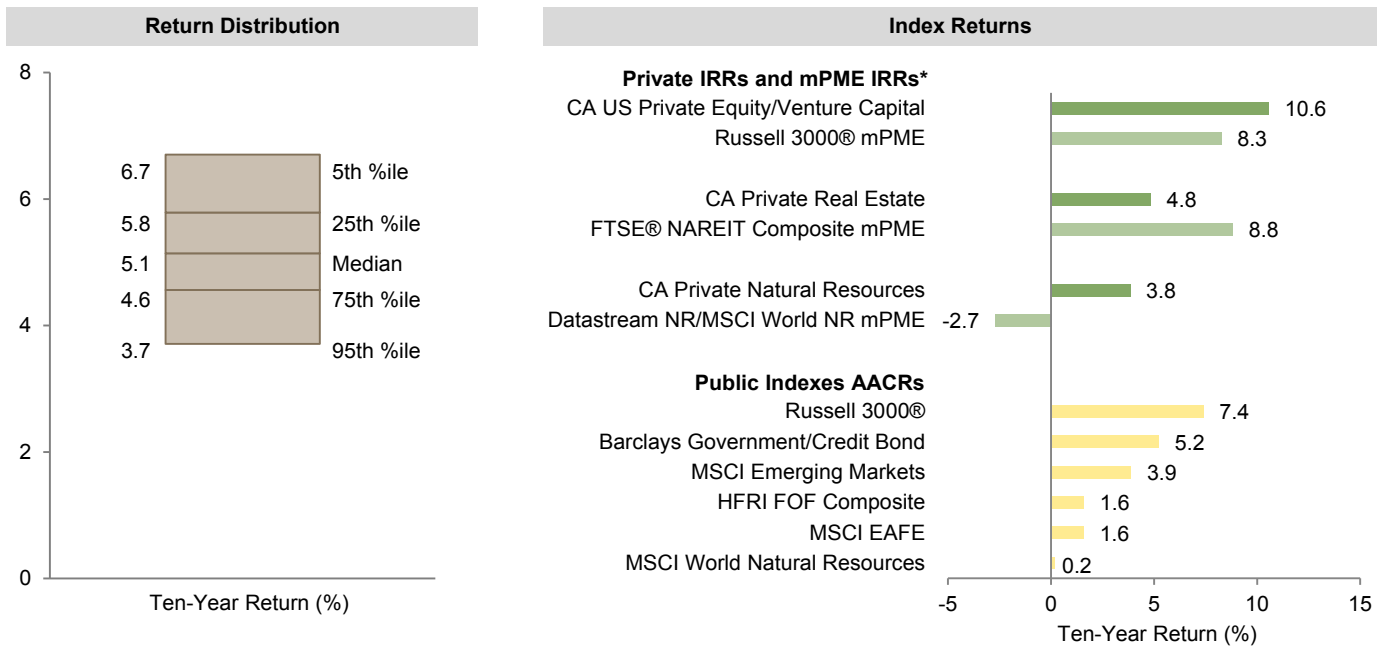 Return Distribution
8
6
4
2
0
6.7 5th %ile
5.8 25th %ile
5.1 Median
4.6 75th %ile
3.7 95th %ile
Ten-Year Return (%)
Index Returns
Private IRRs and mPME IRRs*
CA US Private Equity/Venture Capital 10.6
Russell 3000® mPME 8.3
CA Private Real Estate 4.8
FTSE® NAREIT Composite mPME 8.8
CA Private Natural Resources 3.8
Datastream NR/MSCI World NR mPME -2.7
Public Indexes AACRs
Russell 3000® 7.4
Barclays Government/Credit Bond 5.2
MSCI Emerging Markets 3.9
HFRI FOF Composite 1.6
MSCI EAFE 1.6
MSCI World Natural Resources 0.2
-5 0 5 10 15
Ten-Year Return (%)